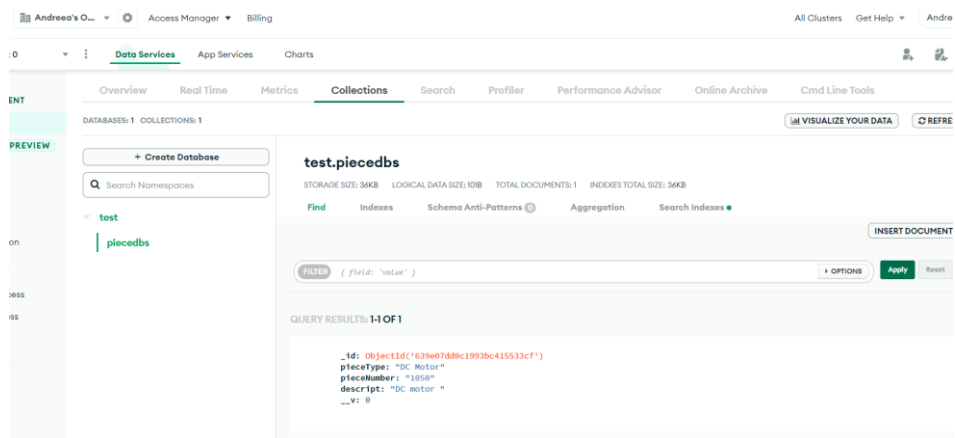 Andreea's O... Access Manager Billing All Clusters Get Help Andre
: 0 Data Services App Services Charts
Overview Real Time Metrics Collections Search Profiler Performance Advisor Online Archive Cmd Line Tools
ENT
DATABASES: 1 COLLECTIONS: 1 VISUALIZE YOUR DATA REFRE
PREVIEW
+ Create Database
Search Namespaces
test
piecedbs
on
cess
ss
test.piecedbs
STORAGE SIZE: 36KB LOGICAL DATA SIZE: 101B TOTAL DOCUMENTS: 1 INDEXES TOTAL SIZE: 36KB
Find Indexes Schema Anti-Patterns 0 Aggregation Search Indexes
INSERT DOCUMENT
FILTER { field: 'value' } OPTIONS Apply Reset
QUERY RESULTS: 1-1 OF 1
_id: ObjectId('639e07dd0c1993bc415533cf')
pieceType: "DC Motor"
pieceNumber: "1050"
descript: "DC motor "
__v: 0